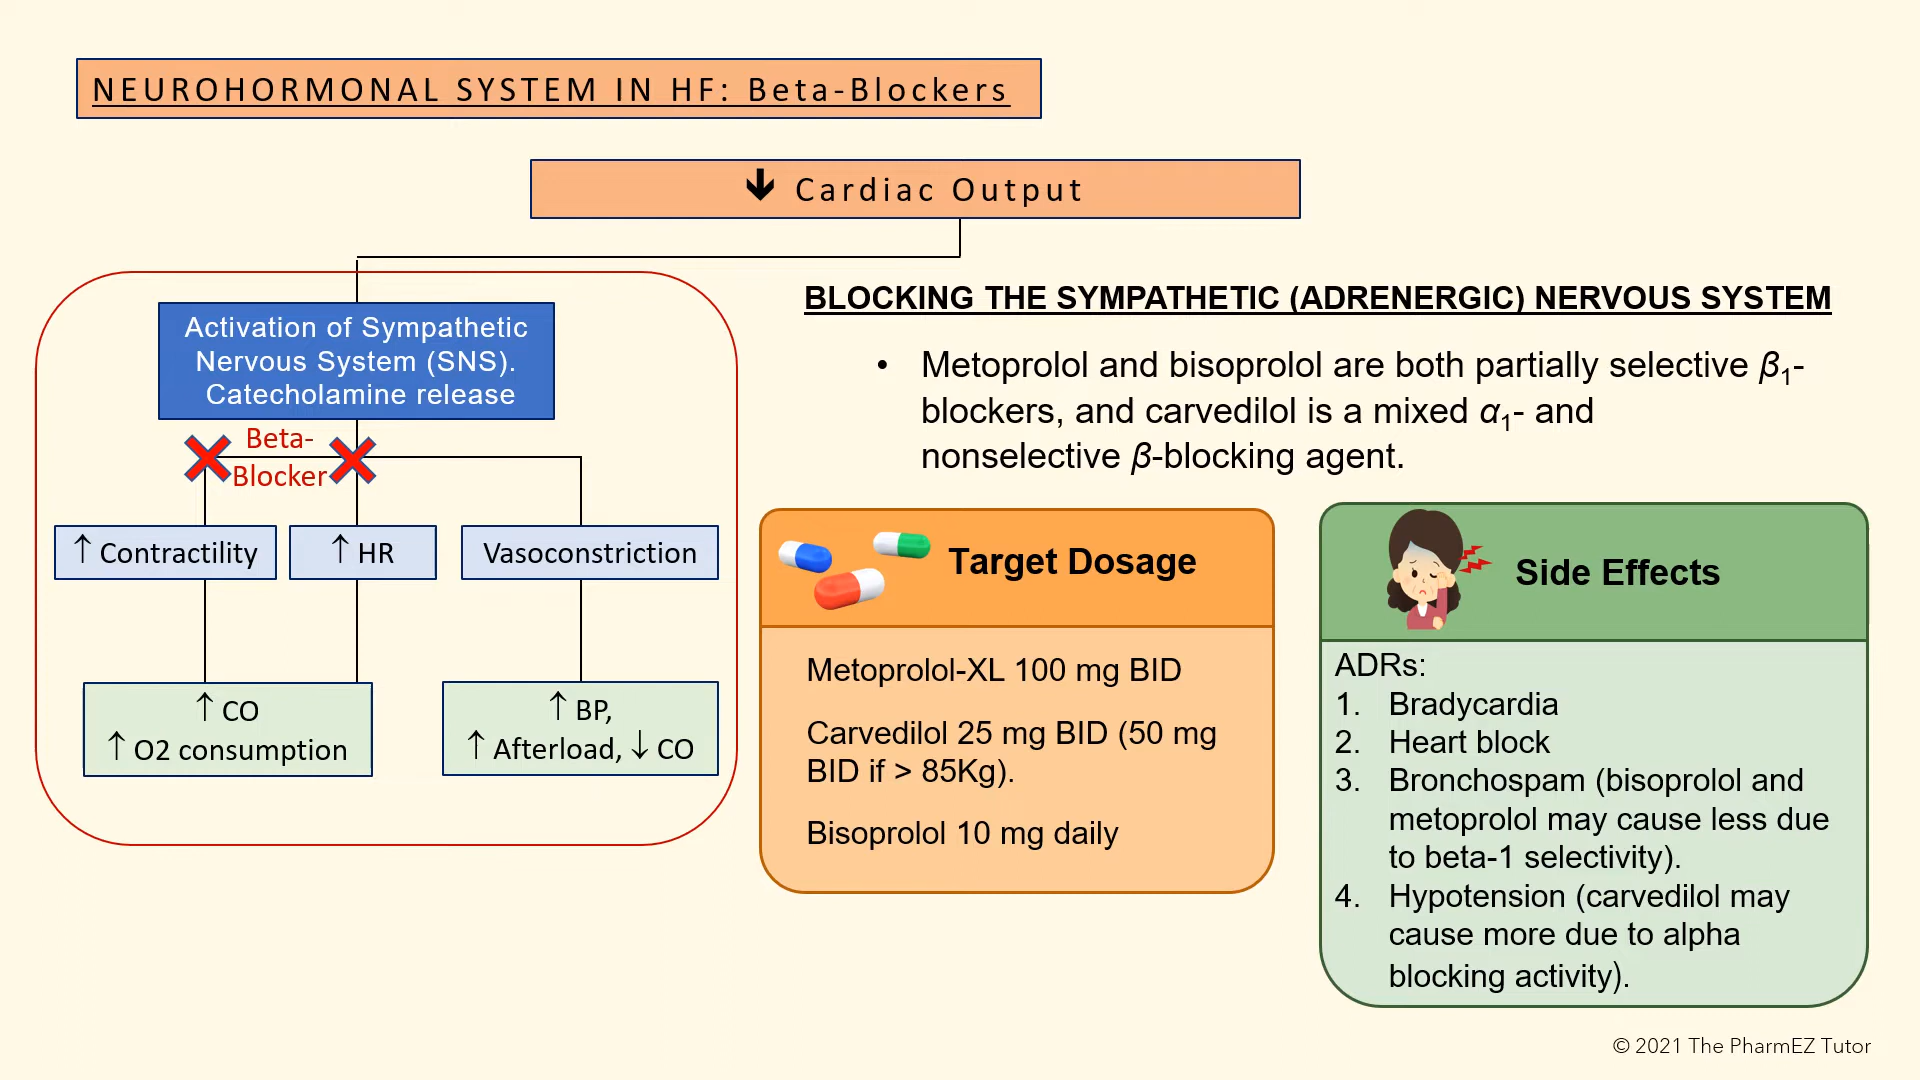 NEUROHORMONAL SYSTEM IN HF: Beta-Blockers
🡻 Cardiac Output
Activation of Sympathetic
Nervous System (SNS).
Catecholamine release
Beta-
Blocker
↑ Contractility
↑ HR
Vasoconstriction
↑ CO
↑ O2 consumption
↑ BP,
↑ Afterload, ↓ CO
BLOCKING THE SYMPATHETIC (ADRENERGIC) NERVOUS SYSTEM
• Metoprolol and bisoprolol are both partially selective β₁-
blockers, and carvedilol is a mixed α₁- and
nonselective β-blocking agent.
Target Dosage
Metoprolol-XL 100 mg BID
Carvedilol 25 mg BID (50 mg
BID if > 85Kg).
Bisoprolol 10 mg daily
Side Effects
ADRs:
1. Bradycardia
2. Heart block
3. Bronchospam (bisoprolol and
metoprolol may cause less due
to beta-1 selectivity).
4. Hypotension (carvedilol may
cause more due to alpha
blocking activity).
© 2021 The PharmEZ Tutor